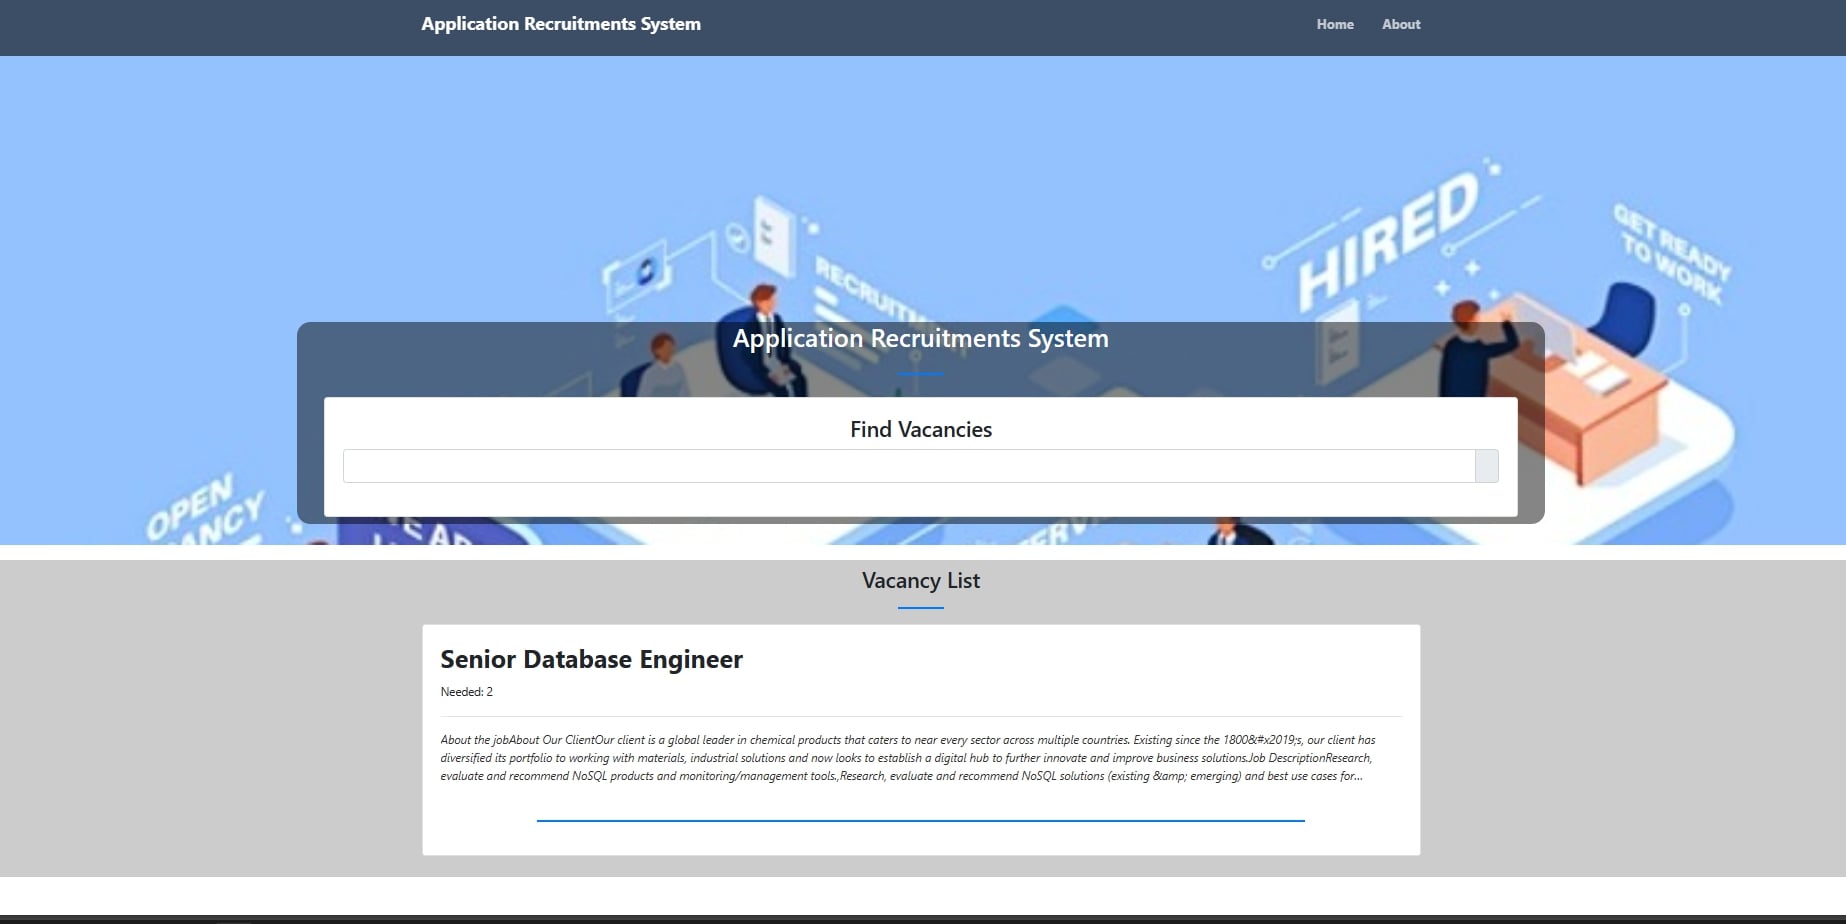 Application Recruitments System
Home
About
HIRED
GET READY
TO WORK
Application Recruitments System
Find Vacancies
OPEN
Vacancy List
Senior Database Engineer
Needed: 2
About the jobAbout Our ClientOur client is a global leader in chemical products that caters to near every sector across multiple countries. Existing since the 1800&#x2019;s, our client has
diversified its portfolio to working with materials, industrial solutions and now looks to establish a digital hub to further innovate and improve business solutions.Job DescriptionResearch,
evaluate and recommend NoSQL products and monitoring/management tools.,Research, evaluate and recommend NoSQL solutions (existing &amp; emerging) and best use cases for...